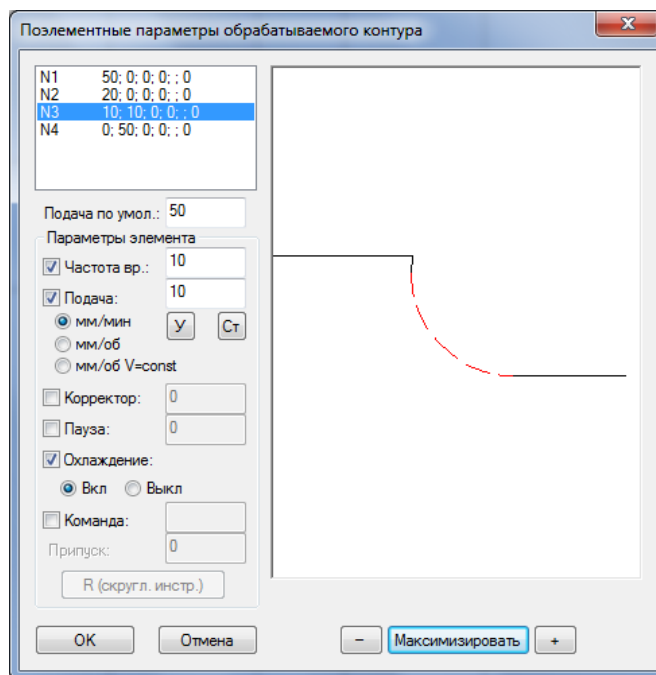 Поэлементные параметры обрабатываемого контура
N1 50; 0; 0; 0; ; 0
N2 20; 0; 0; 0; ; 0
N3 10; 10; 0; 0; ; 0
N4 0; 50; 0; 0; ; 0
Подача по умол.: 50
Параметры элемента
Частота вр.: 10
Подача: 10
мм/мин У Ст
мм/об
мм/об V=const
Корректор: 0
Пауза: 0
Охлаждение:
Вкл Выкл
Команда:
Припуск: 0
R (скругл. инстр.)
OK Отмена – Максимизировать +